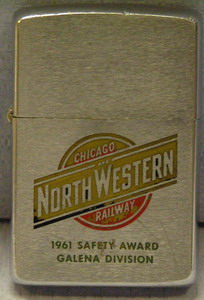 CHICAGO
AND
NORTH WESTERN
RAILWAY
1961 SAFETY AWARD
GALENA DIVISION